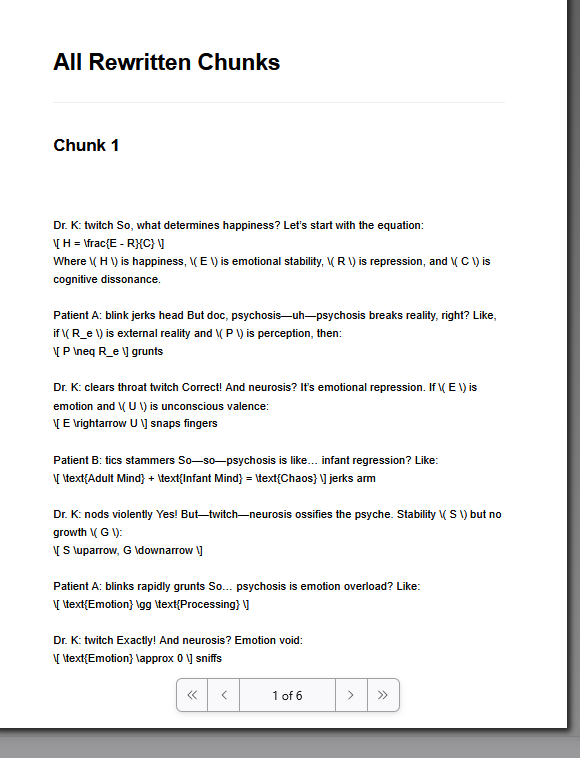 All Rewritten Chunks
Chunk 1
Dr. K: twitch So, what determines happiness? Let's start with the equation:
\[ H = \frac{E - R}{C} \]
Where \( H \) is happiness, \( E \) is emotional stability, \( R \) is repression, and \( C \) is
cognitive dissonance.
Patient A: blink jerks head But doc, psychosis—uh—psychosis breaks reality, right? Like,
if \( R_e \) is external reality and \( P \) is perception, then:
\[ P \neq R_e \] grunts
Dr. K: clears throat twitch Correct! And neurosis? It's emotional repression. If \( E \) is
emotion and \( U \) is unconscious valence:
\[ E \rightarrow U \] snaps fingers
Patient B: tics stammers So—so—psychosis is like… infant regression? Like:
\[ \text{Adult Mind} + \text{Infant Mind} = \text{Chaos} \] jerks arm
Dr. K: nods violently Yes! But—twitch—neurosis ossifies the psyche. Stability \( S \) but no
growth \( G \):
\[ S \uparrow, G \downarrow \]
Patient A: blinks rapidly grunts So… psychosis is emotion overload? Like:
\[ \text{Emotion} \gg \text{Processing} \]
Dr. K: twitch Exactly! And neurosis? Emotion void:
\[ \text{Emotion} \approx 0 \] sniffs
1 of 6